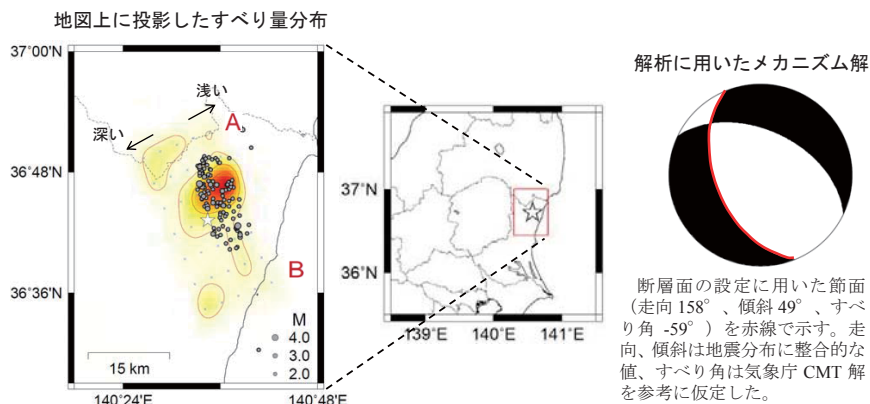 地図上に投影したすべり量分布
37°00'N
浅い
深い
A
36°48'N
B
36°36'N
M
4.0
3.0
2.0
15 km
140°24'E
140°48'E
37°N
36°N
139°E
140°E
141°E
解析に用いたメカニズム解
断層面の設定に用いた節面
（走向 158°、傾斜 49°、すべ
り角 -59°）を赤線で示す。走
向、傾斜は地震分布に整合的な
値、すべり角は気象庁 CMT 解
を参考に仮定した。